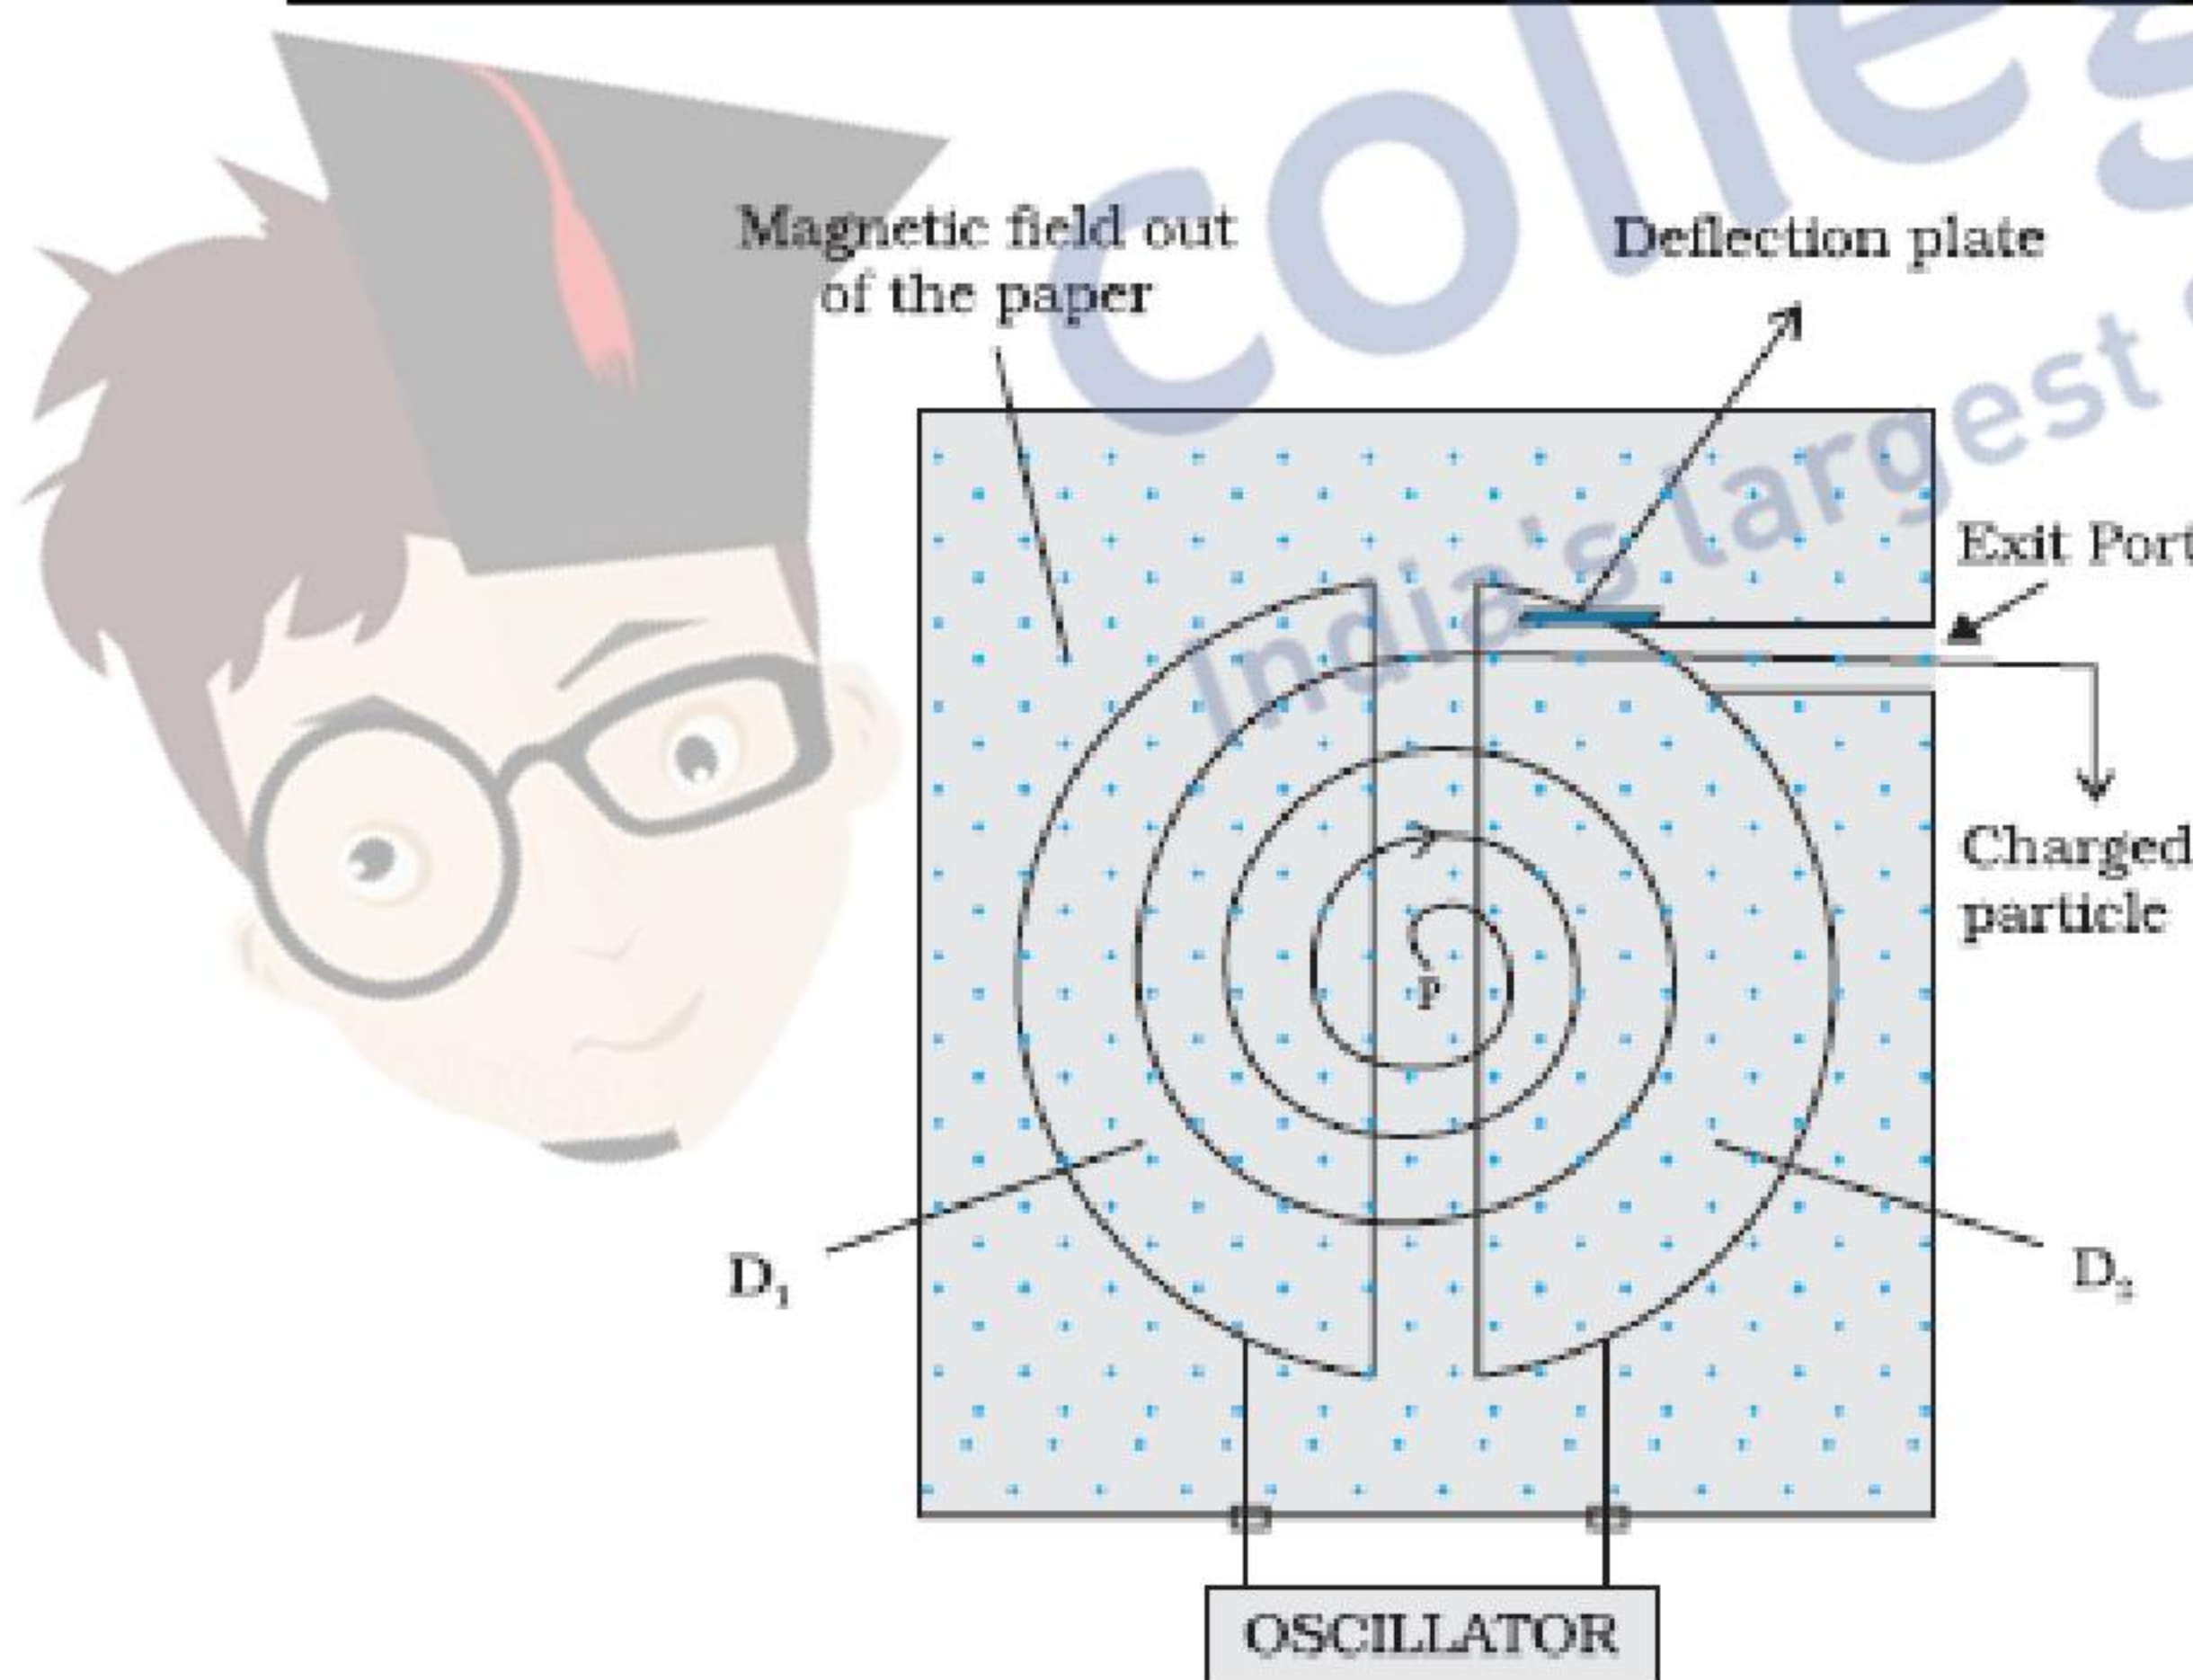 Magnetic field out
of the paper
Deflection plate
Exit Port
Charged
particle
P
D₁
D₂
OSCILLATOR
India's largest